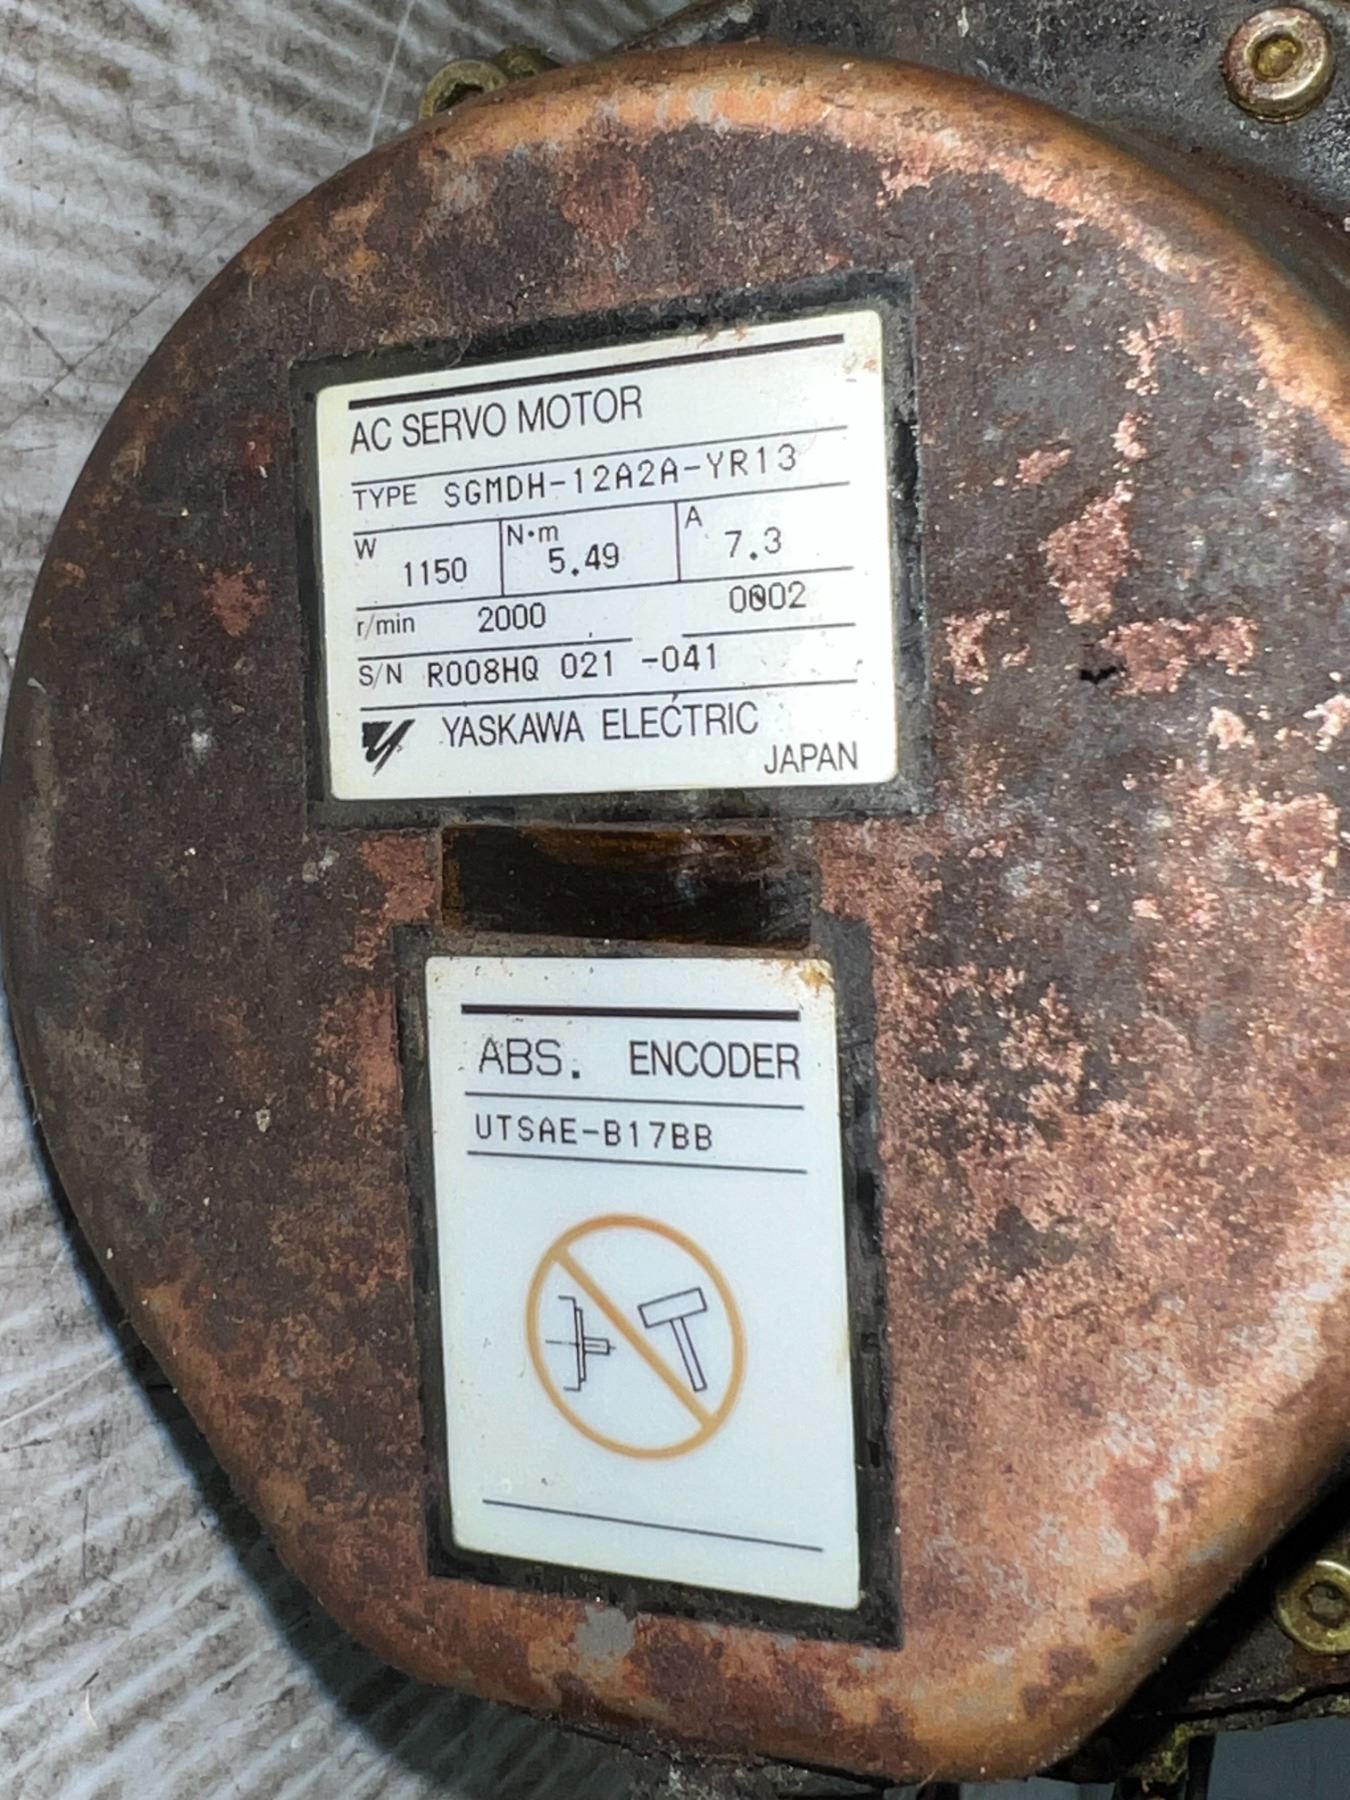 AC SERVO MOTOR
TYPE SGMDH-12A2A-YR13
W 1150 N·m 5.49 A 7.3
r/min 2000 0002
S/N R008HQ 021 -041
YASKAWA ELECTRIC
JAPAN
ABS. ENCODER
UTSAE-B17BB